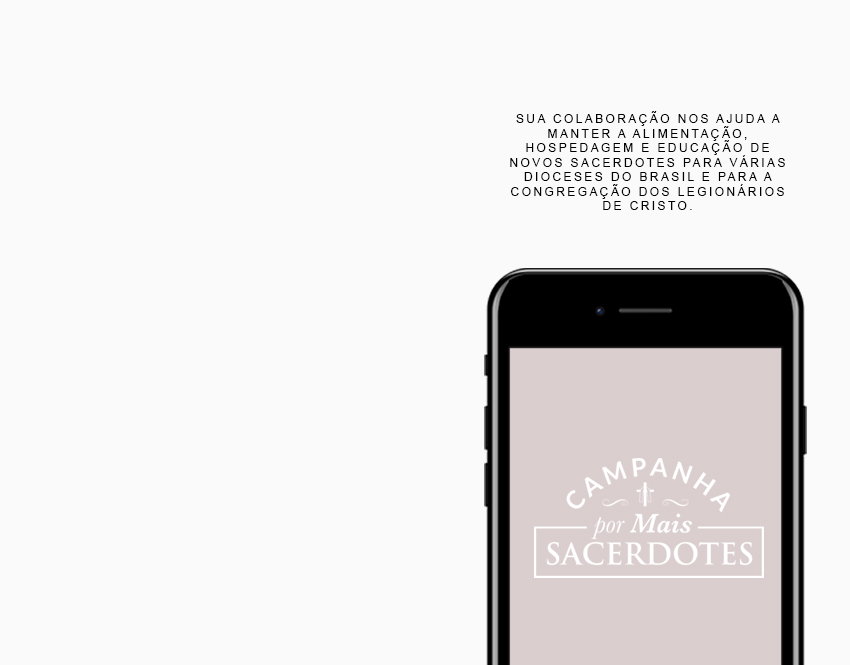 SUA COLABORAÇÃO NOS AJUDA A
MANTER A ALIMENTAÇÃO,
HOSPEDAGEM E EDUCAÇÃO DE
NOVOS SACERDOTES PARA VÁRIAS
DIOCESES DO BRASIL E PARA A
CONGREGAÇÃO DOS LEGIONÁRIOS
DE CRISTO.
CAMPANHA
por Mais
SACERDOTES